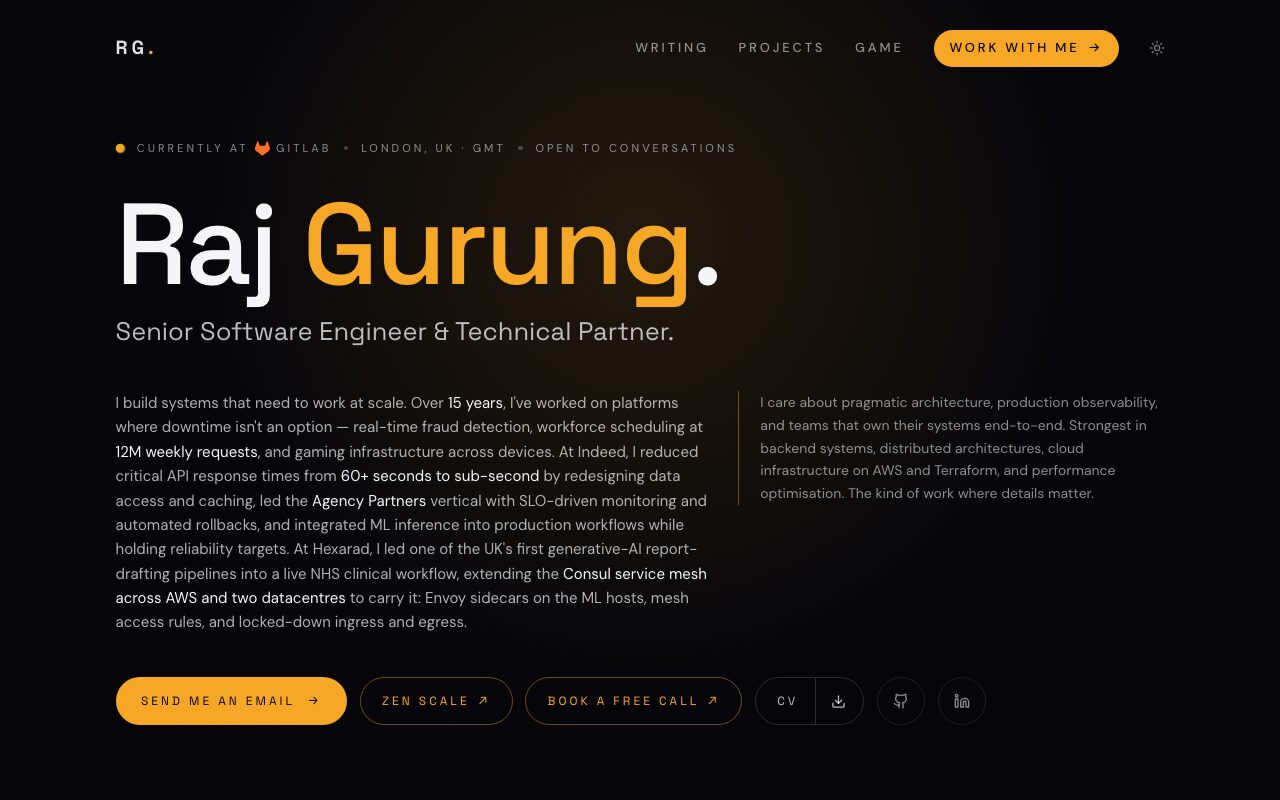 RG.
WRITING PROJECTS GAME WORK WITH ME →
CURRENTLY AT GITLAB • LONDON, UK · GMT • OPEN TO CONVERSATIONS
Raj Gurung.
Senior Software Engineer & Technical Partner.
I build systems that need to work at scale. Over 15 years, I've worked on platforms
where downtime isn't an option — real-time fraud detection, workforce scheduling at
12M weekly requests, and gaming infrastructure across devices. At Indeed, I reduced
critical API response times from 60+ seconds to sub-second by redesigning data
access and caching, led the Agency Partners vertical with SLO-driven monitoring and
automated rollbacks, and integrated ML inference into production workflows while
holding reliability targets. At Hexarad, I led one of the UK's first generative-AI report-
drafting pipelines into a live NHS clinical workflow, extending the Consul service mesh
across AWS and two datacentres to carry it: Envoy sidecars on the ML hosts, mesh
access rules, and locked-down ingress and egress.
I care about pragmatic architecture, production observability,
and teams that own their systems end-to-end. Strongest in
backend systems, distributed architectures, cloud
infrastructure on AWS and Terraform, and performance
optimisation. The kind of work where details matter.
SEND ME AN EMAIL → ZEN SCALE ↗ BOOK A FREE CALL ↗ CV